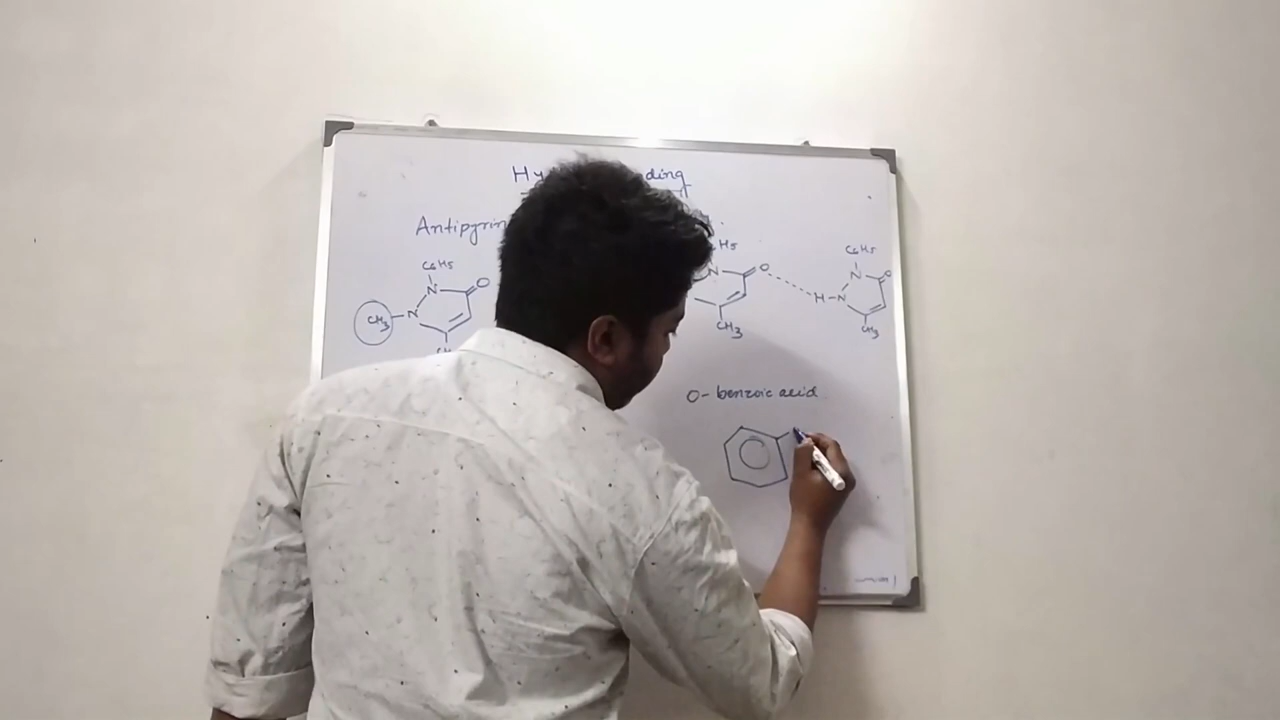 Hy ding
Antipyrin
C6H5
N
O
CH3
N
H5
N
O
CH3
C6H5
N
O
H-N
CH3
O- benzoic acid